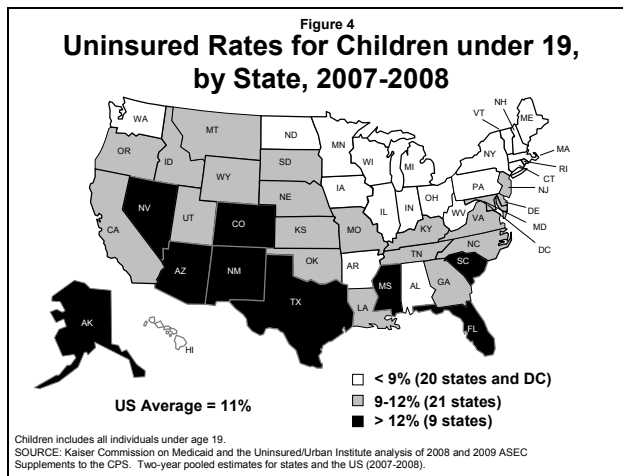 Figure 4
Uninsured Rates for Children under 19,
by State, 2007-2008
WA
MT
ND
MN
VT
NH
ME
OR
ID
SD
WI
MI
NY
MA
RI
WY
IA
PA
CT
NJ
NV
NE
IL
IN
OH
DE
CA
UT
CO
KS
MO
KY
WV
VA
MD
DC
AZ
NM
OK
AR
TN
NC
SC
TX
LA
MS
AL
GA
FL
AK
HI
US Average = 11%
< 9% (20 states and DC)
9-12% (21 states)
> 12% (9 states)
Children includes all individuals under age 19.
SOURCE: Kaiser Commission on Medicaid and the Uninsured/Urban Institute analysis of 2008 and 2009 ASEC
Supplements to the CPS. Two-year pooled estimates for states and the US (2007-2008).